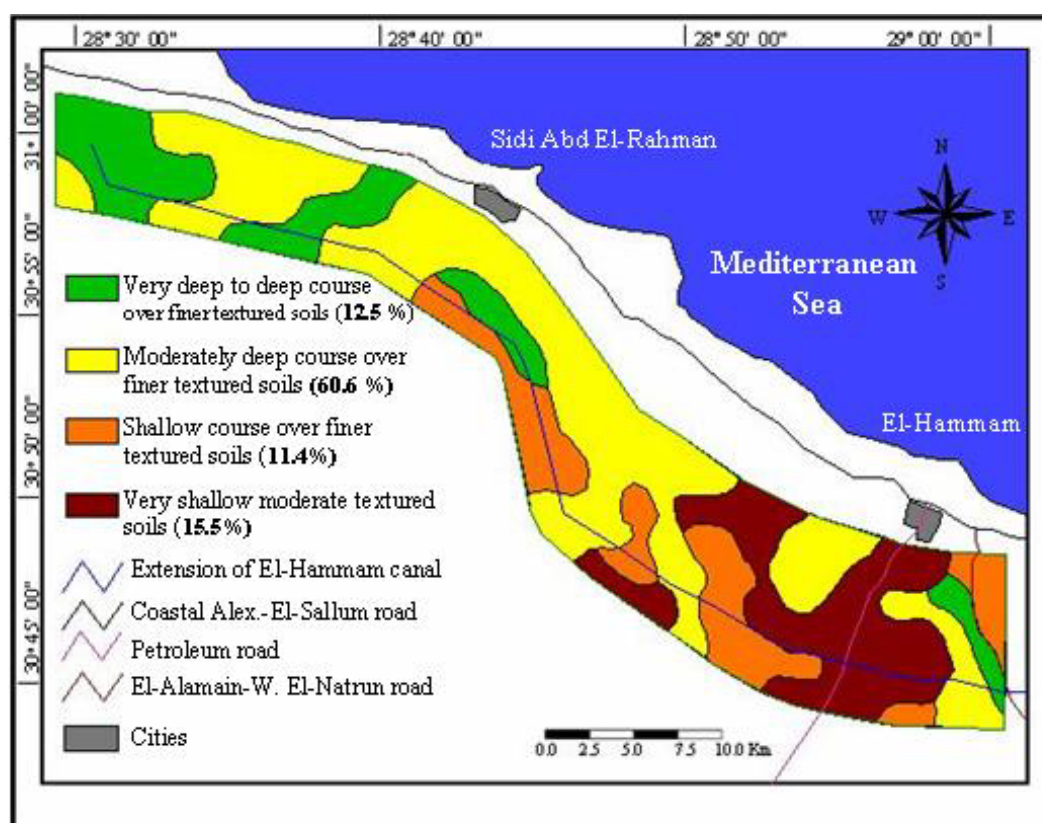 28° 30' 00" 28° 40' 00" 28° 50' 00" 29° 00' 00"
31° 00' 00"
30° 55' 00"
30° 50' 00"
30° 45' 00"
Sidi Abd El-Rahman
N
W E
S
Mediterranean
Sea
El-Hammam
Very deep to deep course
over finer textured soils (12.5 %)
Moderately deep course over
finer textured soils (60.6 %)
Shallow course over finer
textured soils (11.4%)
Very shallow moderate textured
soils (15.5%)
Extension of El-Hammam canal
Coastal Alex.-El-Sallum road
Petroleum road
El-Alamain-W. El-Natrun road
Cities
0.0 2.5 5.0 7.5 10.0 Km